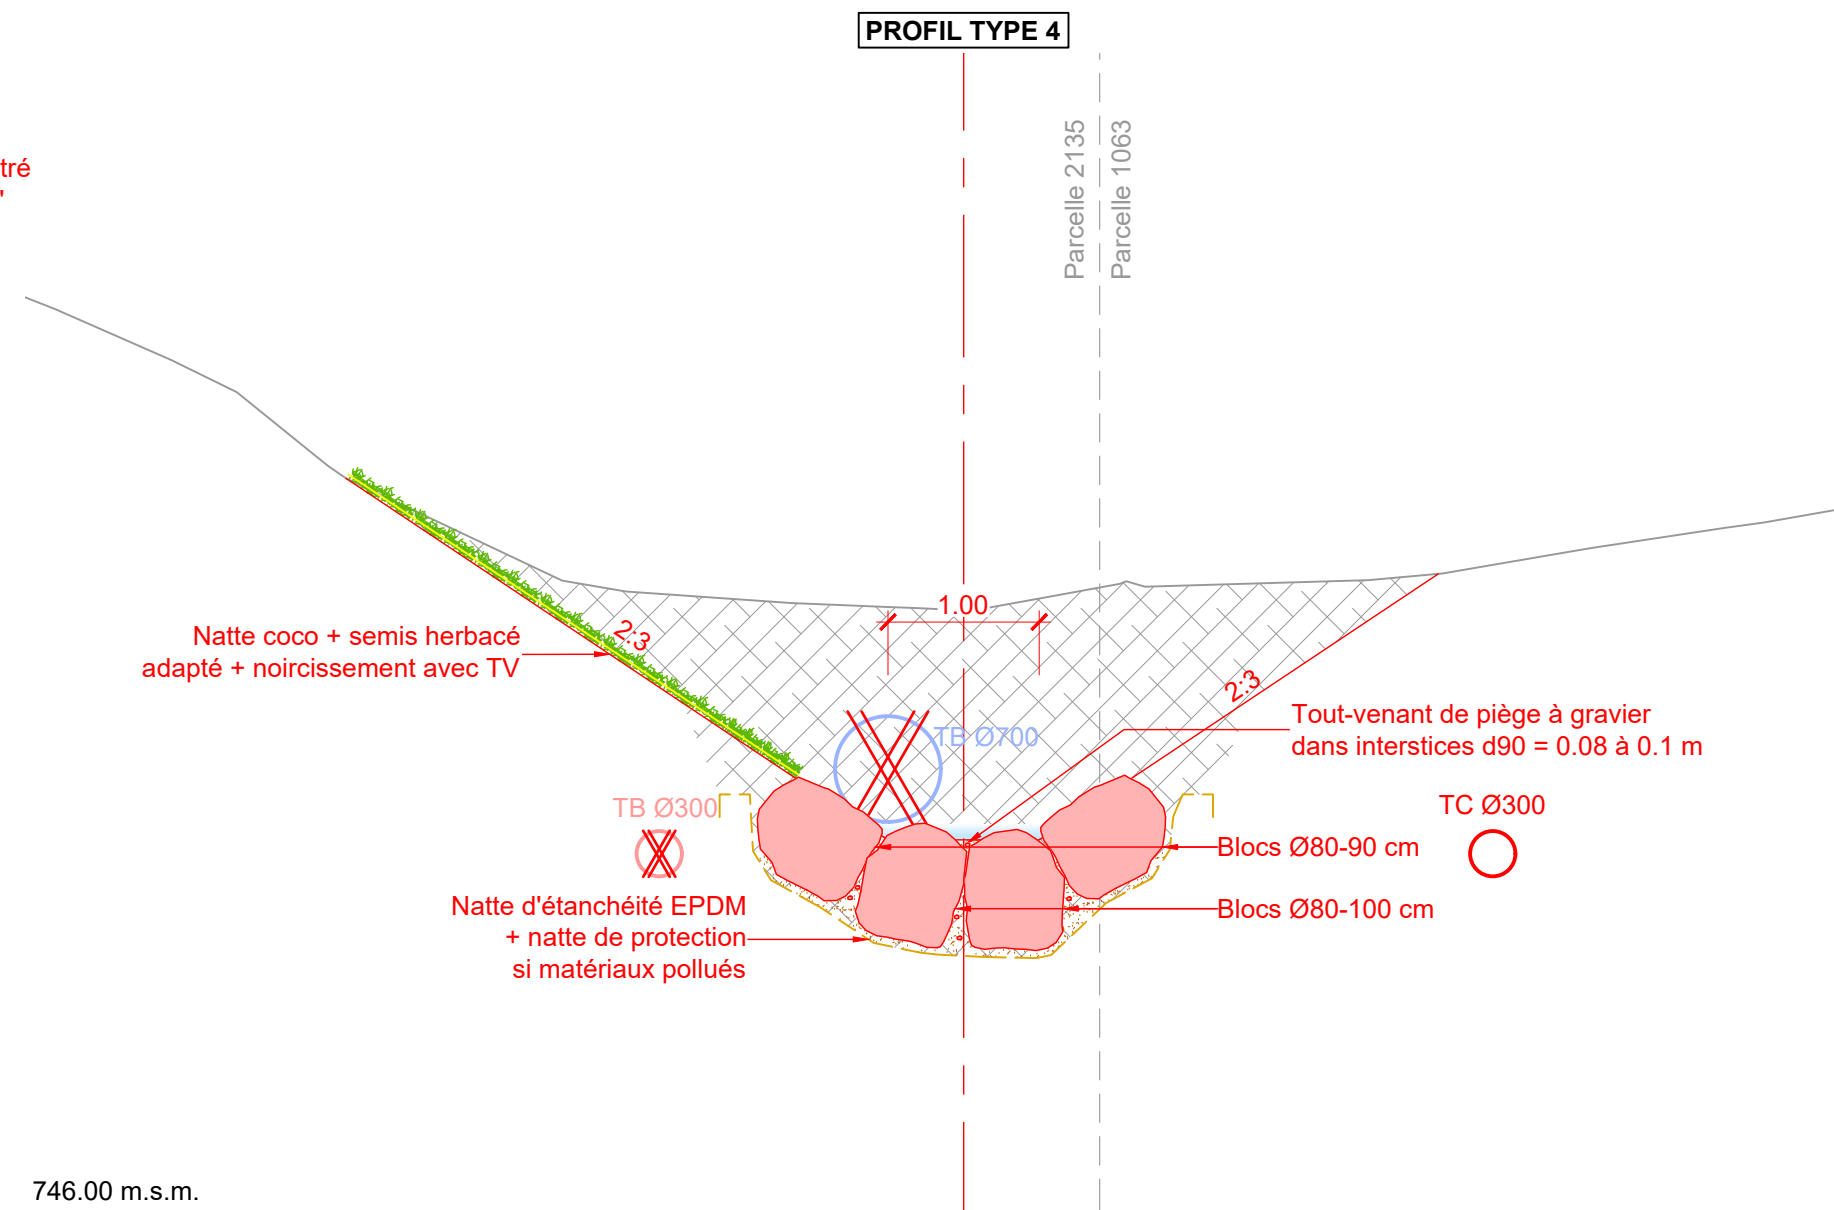 PROFIL TYPE 4
tré
Parcelle 2135
Parcelle 1063
1.00
2:3
2:3
Natte coco + semis herbacé
adapté + noircissement avec TV
TB Ø700
Tout-venant de piège à gravier
dans interstices d90 = 0.08 à 0.1 m
TB Ø300
TC Ø300
Blocs Ø80-90 cm
Blocs Ø80-100 cm
Natte d'étanchéité EPDM
+ natte de protection
si matériaux pollués
746.00 m.s.m.